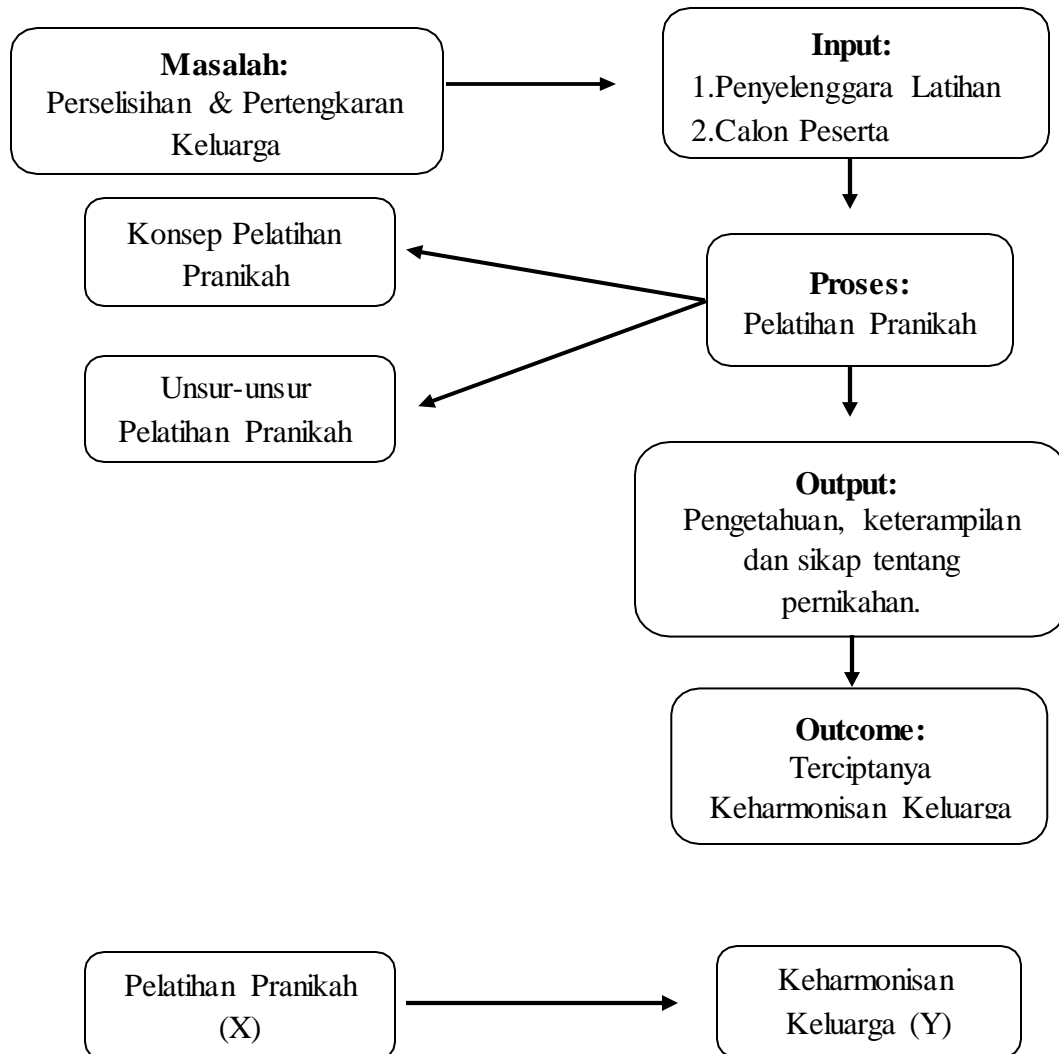 Masalah:
Perselisihan & Pertengkaran
Keluarga
Input:
1.Penyelenggara Latihan
2.Calon Peserta
Konsep Pelatihan
Pranikah
Proses:
Pelatihan Pranikah
Unsur-unsur
Pelatihan Pranikah
Output:
Pengetahuan, keterampilan
dan sikap tentang
pernikahan.
Outcome:
Terciptanya
Keharmonisan Keluarga
Pelatihan Pranikah
(X)
Keharmonisan
Keluarga (Y)